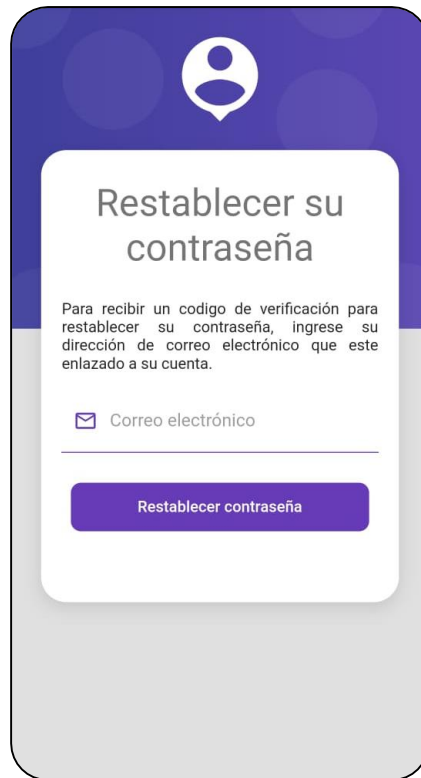 Restablecer su
contraseña
Para recibir un codigo de verificación para
restablecer su contraseña, ingrese su
dirección de correo electrónico que este
enlazado a su cuenta.
Correo electrónico
Restablecer contraseña